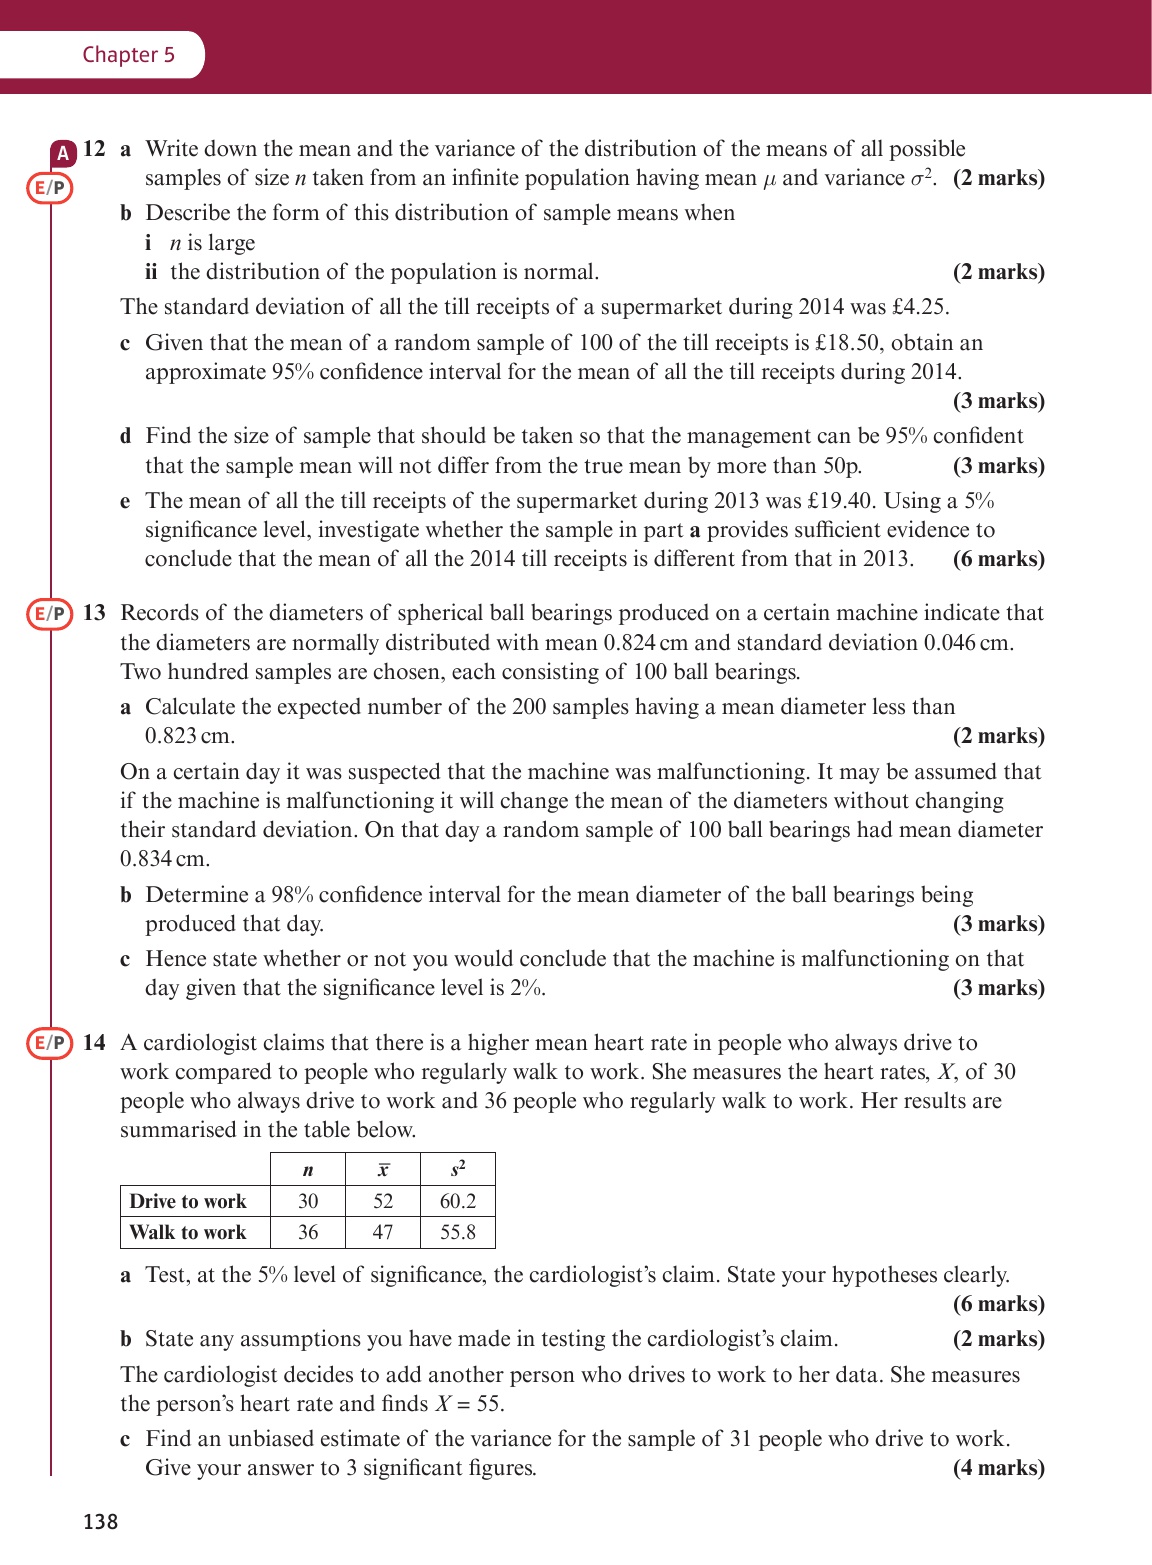 Chapter 5
A
E/P
12 a Write down the mean and the variance of the distribution of the means of all possible
samples of size n taken from an infinite population having mean μ and variance σ². (2 marks)
b Describe the form of this distribution of sample means when
i n is large
ii the distribution of the population is normal. (2 marks)
The standard deviation of all the till receipts of a supermarket during 2014 was £4.25.
c Given that the mean of a random sample of 100 of the till receipts is £18.50, obtain an
approximate 95% confidence interval for the mean of all the till receipts during 2014.
(3 marks)
d Find the size of sample that should be taken so that the management can be 95% confident
that the sample mean will not differ from the true mean by more than 50p. (3 marks)
e The mean of all the till receipts of the supermarket during 2013 was £19.40. Using a 5%
significance level, investigate whether the sample in part a provides sufficient evidence to
conclude that the mean of all the 2014 till receipts is different from that in 2013. (6 marks)
E/P 13 Records of the diameters of spherical ball bearings produced on a certain machine indicate that
the diameters are normally distributed with mean 0.824 cm and standard deviation 0.046 cm.
Two hundred samples are chosen, each consisting of 100 ball bearings.
a Calculate the expected number of the 200 samples having a mean diameter less than
0.823 cm. (2 marks)
On a certain day it was suspected that the machine was malfunctioning. It may be assumed that
if the machine is malfunctioning it will change the mean of the diameters without changing
their standard deviation. On that day a random sample of 100 ball bearings had mean diameter
0.834 cm.
b Determine a 98% confidence interval for the mean diameter of the ball bearings being
produced that day. (3 marks)
c Hence state whether or not you would conclude that the machine is malfunctioning on that
day given that the significance level is 2%. (3 marks)
E/P 14 A cardiologist claims that there is a higher mean heart rate in people who always drive to
work compared to people who regularly walk to work. She measures the heart rates, X, of 30
people who always drive to work and 36 people who regularly walk to work. Her results are
summarised in the table below.
n x̅ s²
Drive to work 30 52 60.2
Walk to work 36 47 55.8
a Test, at the 5% level of significance, the cardiologist's claim. State your hypotheses clearly.
(6 marks)
b State any assumptions you have made in testing the cardiologist's claim. (2 marks)
The cardiologist decides to add another person who drives to work to her data. She measures
the person's heart rate and finds X = 55.
c Find an unbiased estimate of the variance for the sample of 31 people who drive to work.
Give your answer to 3 significant figures. (4 marks)
138